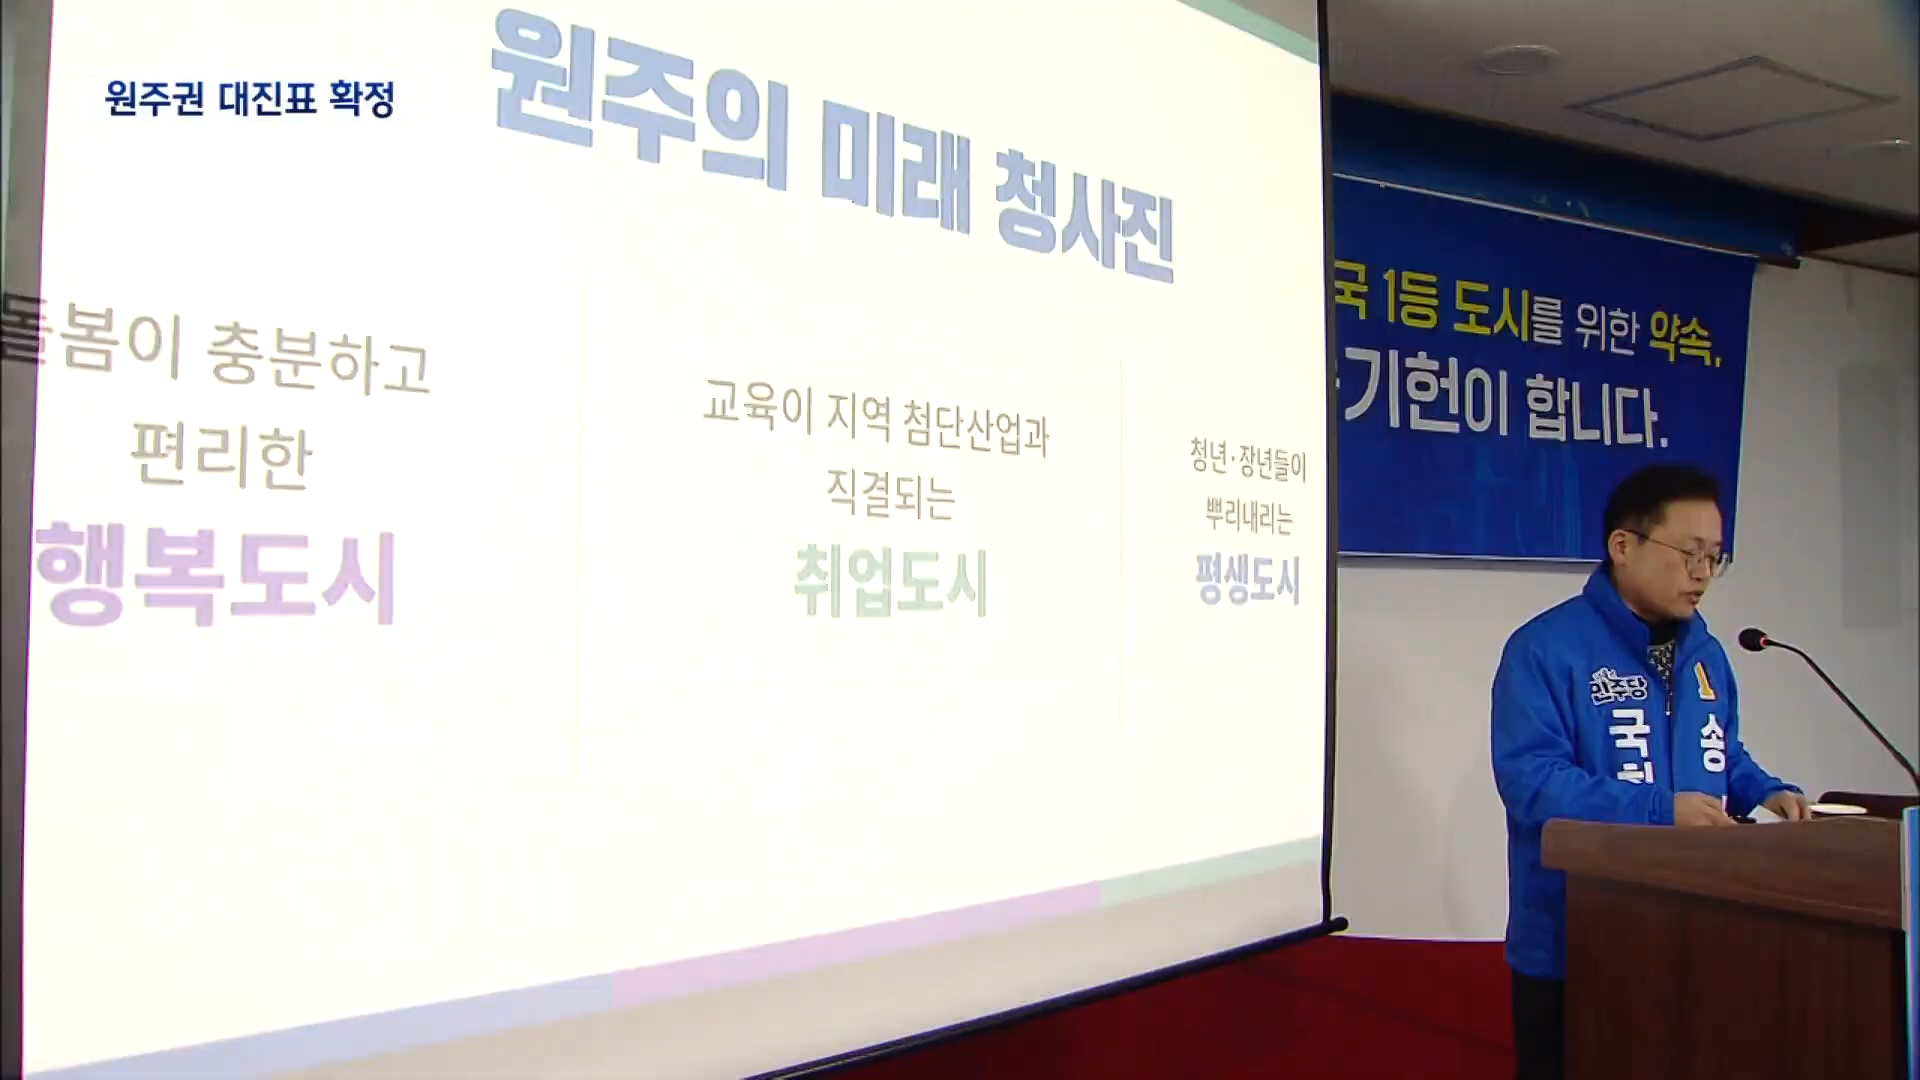 원주권 대진표 확정
원주의 미래 청사진
돌봄이 충분하고
편리한
행복도시
교육이 지역 첨단산업과
직결되는
취업도시
청년·장년들이
뿌리내리는
평생도시
국 1등 도시를 위한 약속,
기헌이 합니다.
민주당
1
국
송